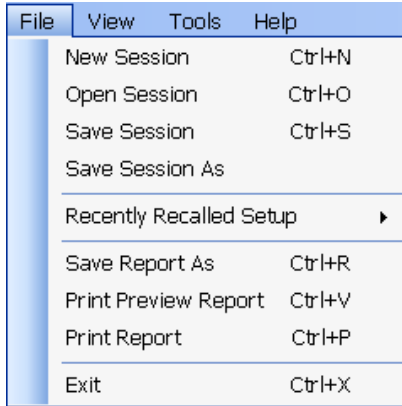 File View Tools Help
New Session Ctrl+N
Open Session Ctrl+O
Save Session Ctrl+S
Save Session As
Recently Recalled Setup
Save Report As Ctrl+R
Print Preview Report Ctrl+V
Print Report Ctrl+P
Exit Ctrl+X